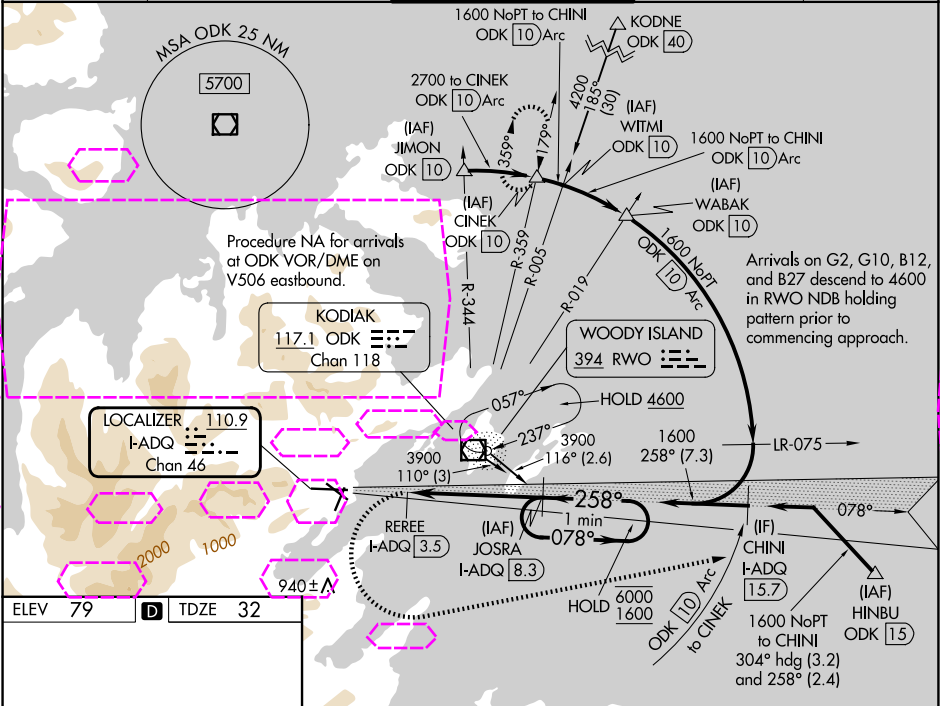 MSA ODK 25 NM
5700
1600 NoPT to CHINI
ODK 10 Arc
KODNE
ODK 40
2700 to CINEK
ODK 10 Arc
4200
185°
(30)
(IAF)
WITMI
ODK 10
(IAF)
JIMON
ODK 10
359°
179°
1600 NoPT to CHINI
ODK 10 Arc
(IAF)
CINEK
ODK 10
(IAF)
WABAK
ODK 10
1600 NoPT
ODK 10 Arc
Procedure NA for arrivals
at ODK VOR/DME on
V506 eastbound.
R-344
R-359
R-005
R-019
Arrivals on G2, G10, B12,
and B27 descend to 4600
in RWO NDB holding
pattern prior to
commencing approach.
KODIAK
117.1 ODK
Chan 118
WOODY ISLAND
394 RWO
057°
HOLD 4600
237°
LOCALIZER 110.9
I-ADQ
Chan 46
3900
110° (3)
3900
116° (2.6)
1600
258° (7.3)
LR-075
258°
1 min
078°
078°
REREE
I-ADQ 3.5
(IAF)
JOSRA
I-ADQ 8.3
(IF)
CHINI
I-ADQ
15.7
HOLD 6000
1600
ODK 10 Arc
to CINEK
(IAF)
HINBU
ODK 15
1600 NoPT
to CHINI
304° hdg (3.2)
and 258° (2.4)
2000
1000
940±
ELEV 79
D
TDZE 32